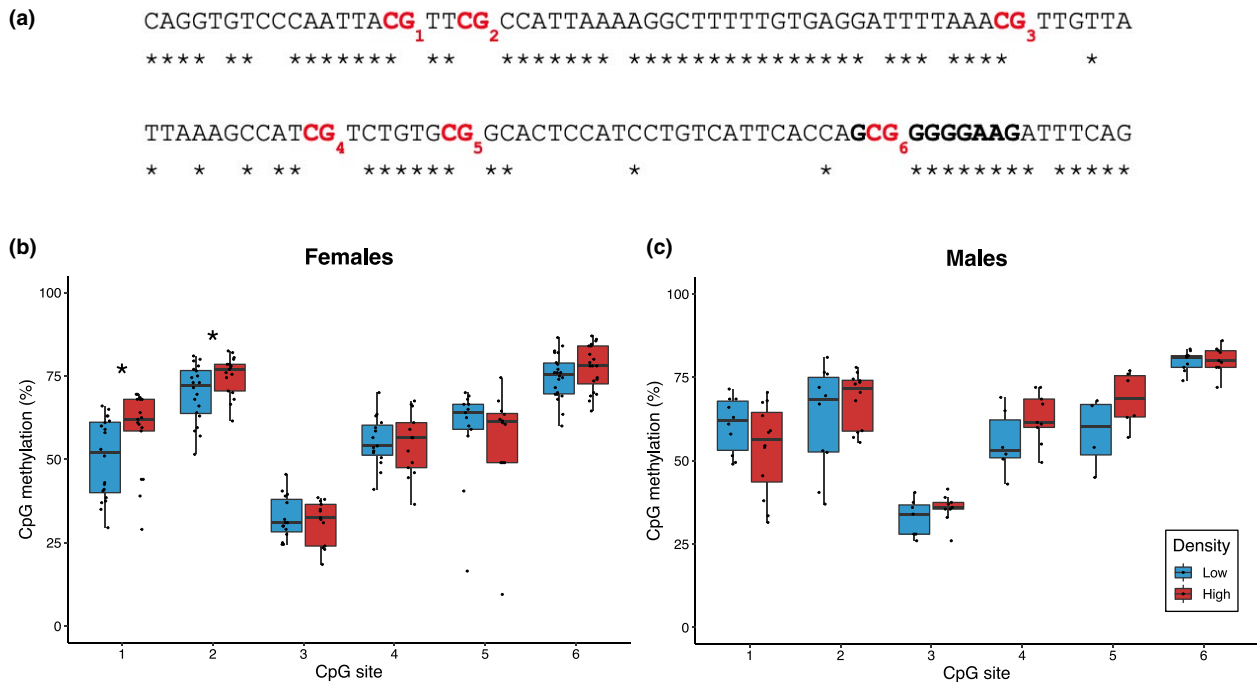 (a)
CAGGTGTCCCAATTACG1TTCG2CCATTAAAAGGCTTTTTGTGAGGATTTTAAACG3TTGTTA
**** ** ******* ** ******* *************** *** **** *
TTAAAGCCATCG4TCTGTGCG5GCACTCCATCCTGTCATTCACCAGCG6GGGGAAGATTTCAG
* * * ** ****** ** * * ******** *****
(b)
Females
CpG methylation (%)
100
75
50
25
0
*
*
1 2 3 4 5 6
CpG site
(c)
Males
CpG methylation (%)
100
75
50
25
0
1 2 3 4 5 6
CpG site
Density
Low
High